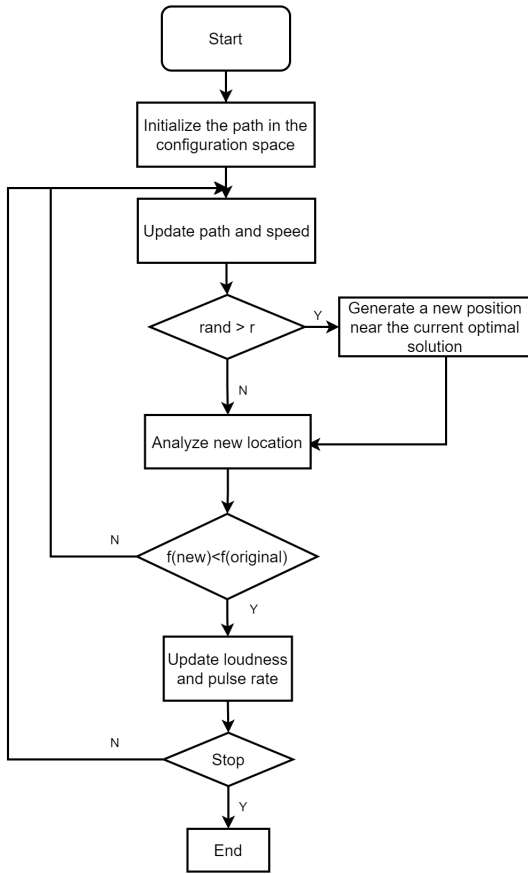 Start
Initialize the path in the
configuration space
Update path and speed
rand > r
Y
Generate a new position
near the current optimal
solution
N
Analyze new location
N
f(new)<f(original)
Y
Update loudness
and pulse rate
N
Stop
Y
End